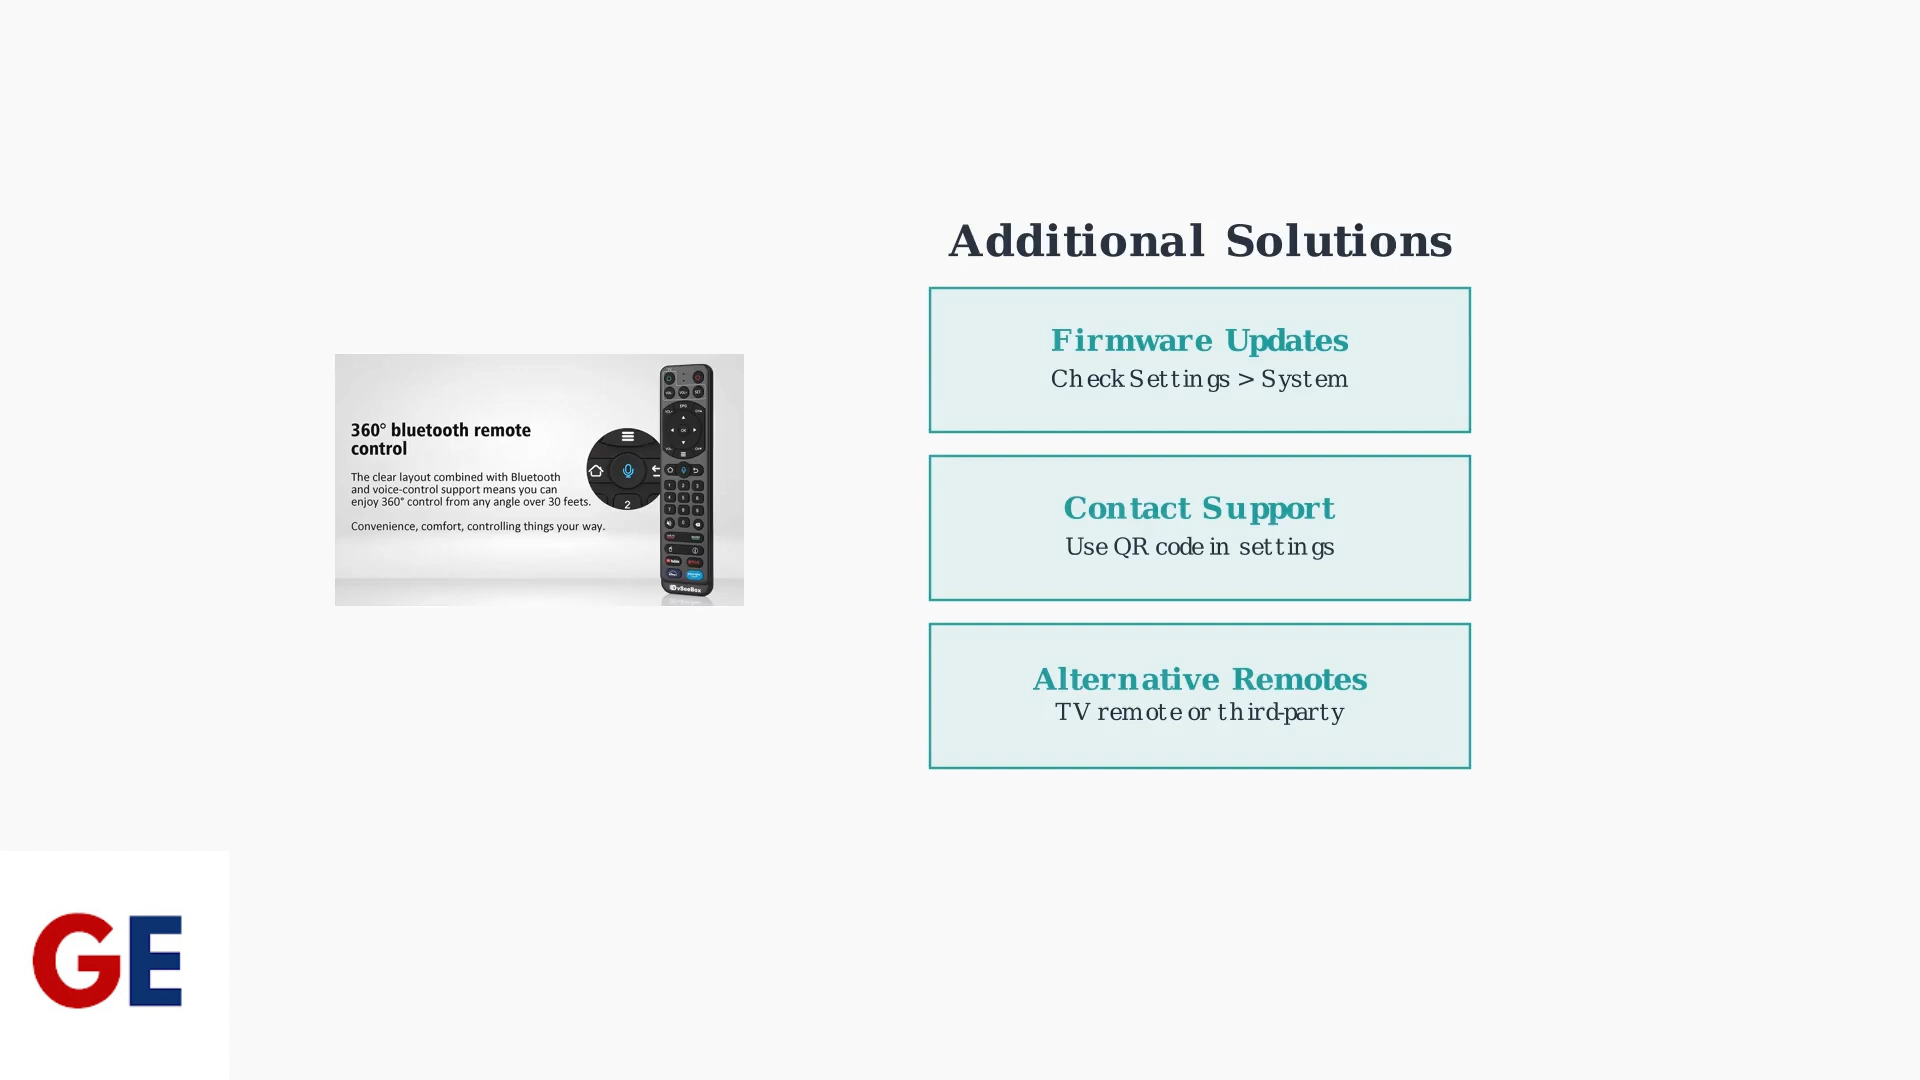 Additional Solutions
Firmware Updates
Check Settings > System
Contact Support
Use QR code in settings
Alternative Remotes
TV remote or third-party
360° bluetooth remote
control
The clear layout combined with Bluetooth
and voice-control support means you can
enjoy 360° control from any angle over 30 feets.
Convenience, comfort, controlling things your way.
2
vSeeBox
GE